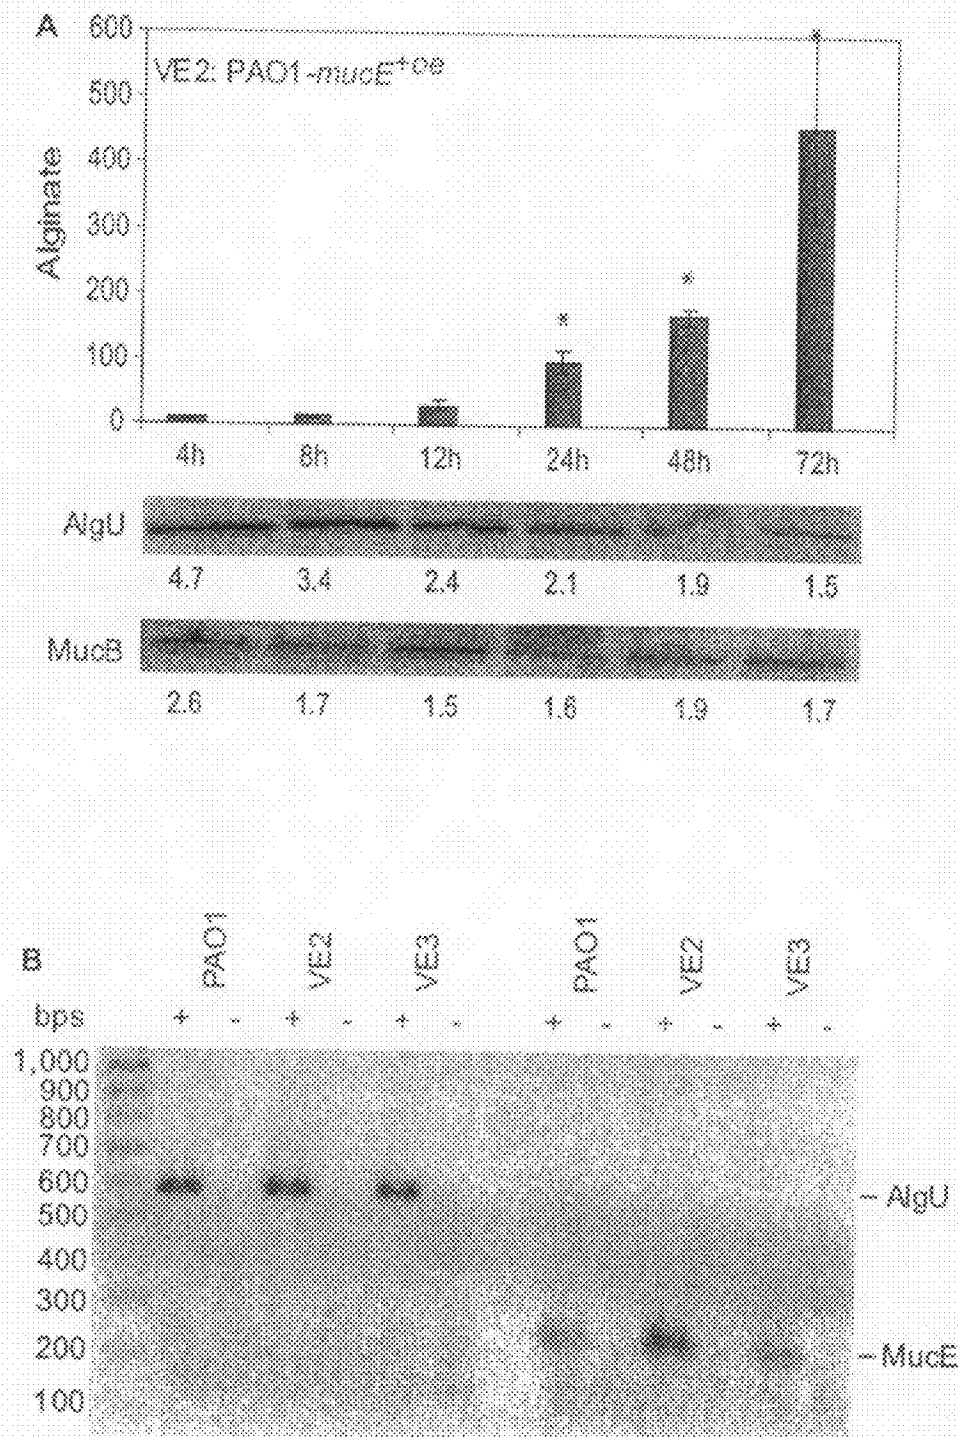 A
600
VE2: PAO1-mucE+oe
500
400
300
200
100
0
Alginate
*
*
*
4h 8h 12h 24h 48h 72h
AlgU
4.7 3.4 2.4 2.1 1.9 1.5
MucB
2.6 1.7 1.5 1.6 1.9 1.7
B
PAO1 VE2 VE3 PAO1 VE2 VE3
bps + - + - + - + - + - + -
1,000
900
800
700
600
500
400
300
200
100
- AlgU
- MucE